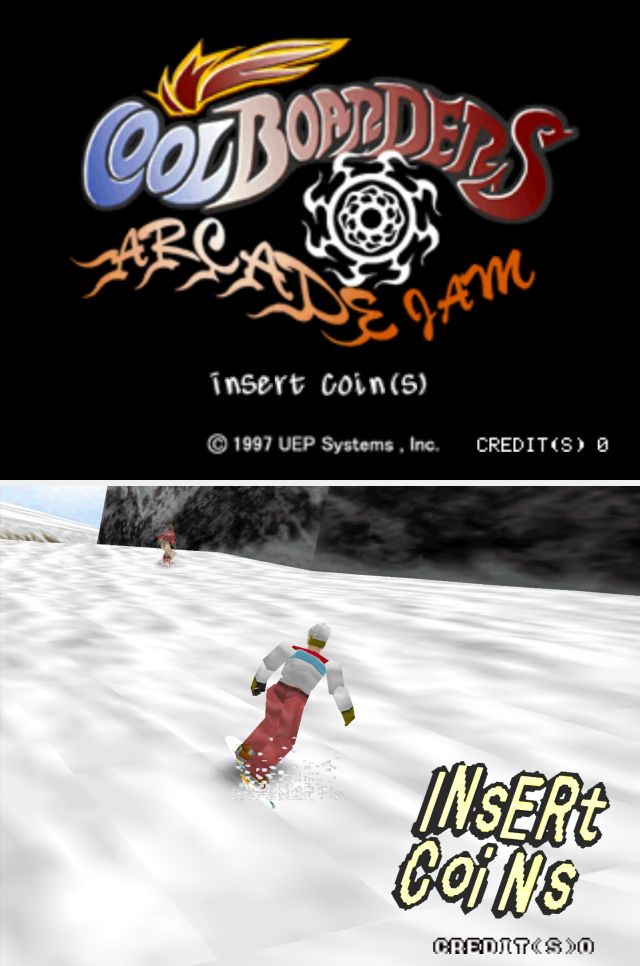 COOLBOARDERS
ARCADE JAM
insert coin(s)
© 1997 UEP Systems , Inc.
CREDIT(S) 0
INSERt
CoiNs
CREDIT(S)0